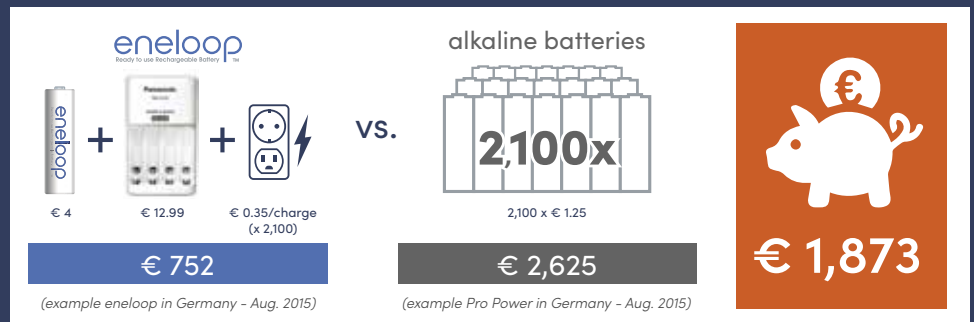 eneloop
Ready to use Rechargeable Battery TM
eneloop
Panasonic
+
+
€ 4
€ 12.99
€ 0.35/charge
(x 2,100)
€ 752
(example eneloop in Germany - Aug. 2015)
vs.
alkaline batteries
2,100x
2,100 x € 1.25
€ 2,625
(example Pro Power in Germany - Aug. 2015)
€
€ 1,873